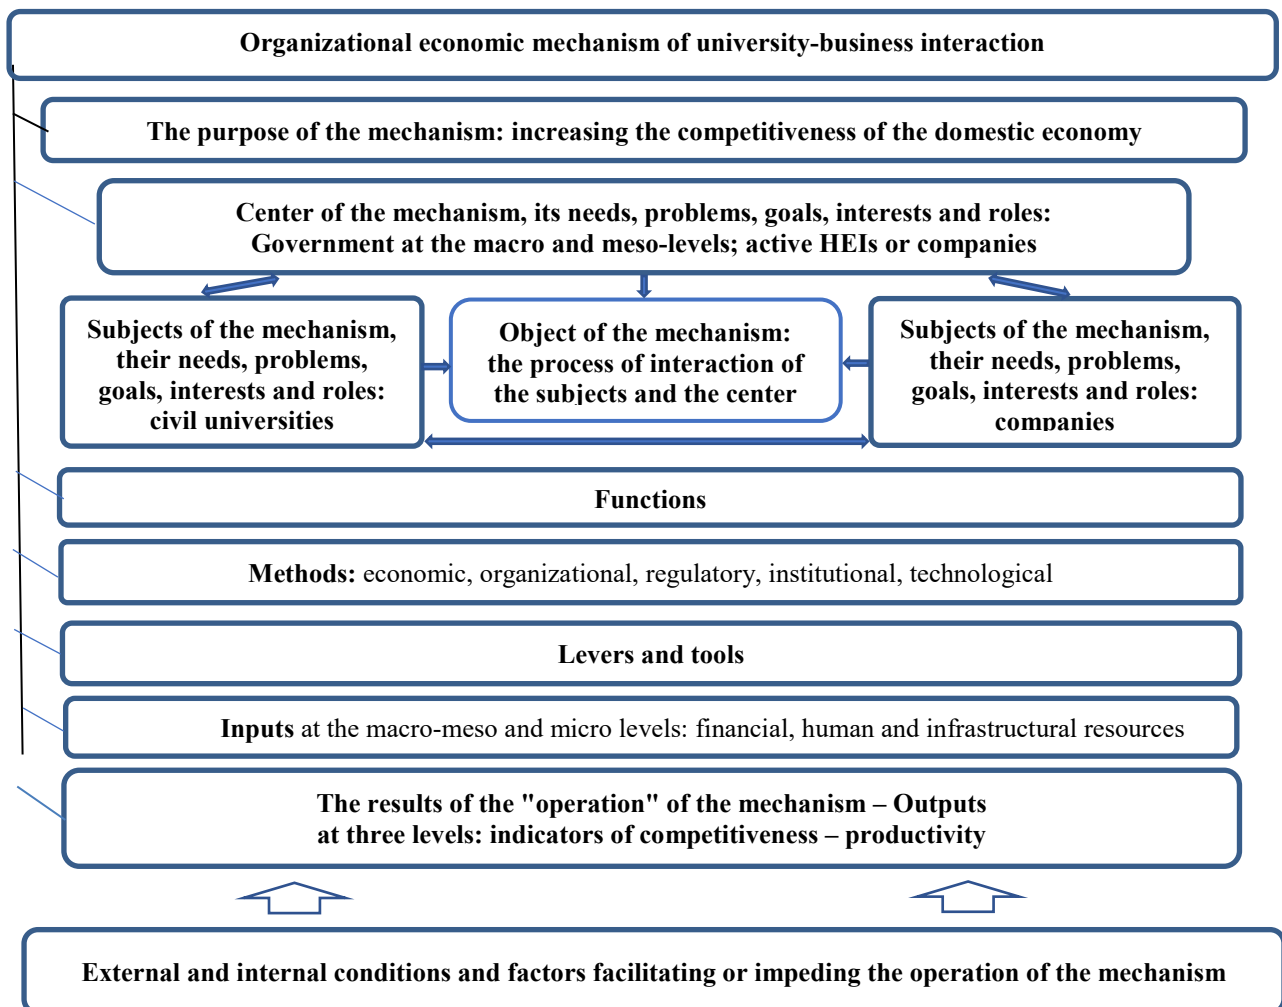 Organizational economic mechanism of university-business interaction
The purpose of the mechanism: increasing the competitiveness of the domestic economy
Center of the mechanism, its needs, problems, goals, interests and roles:
Government at the macro and meso-levels; active HEIs or companies
Subjects of the mechanism,
their needs, problems,
goals, interests and roles:
civil universities
Object of the mechanism:
the process of interaction of
the subjects and the center
Subjects of the mechanism,
their needs, problems,
goals, interests and roles:
companies
Functions
Methods: economic, organizational, regulatory, institutional, technological
Levers and tools
Inputs at the macro-meso and micro levels: financial, human and infrastructural resources
The results of the "operation" of the mechanism – Outputs
at three levels: indicators of competitiveness – productivity
External and internal conditions and factors facilitating or impeding the operation of the mechanism